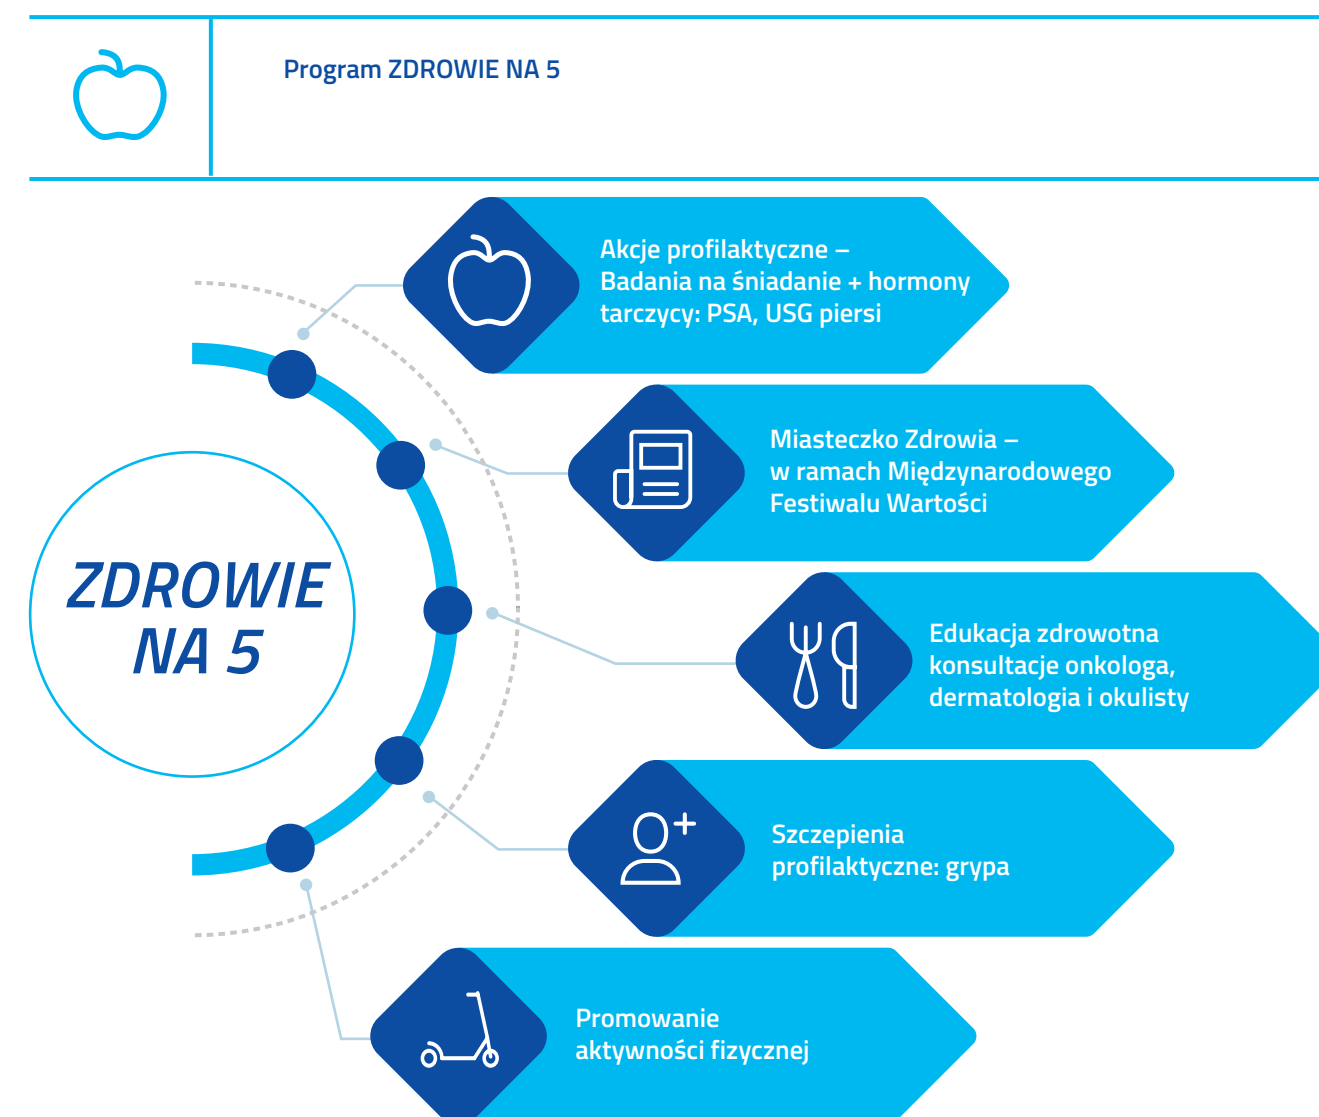 Program ZDROWIE NA 5
Akcje profilaktyczne –
Badania na śniadanie + hormony
tarczycy: PSA, USG piersi
Miasteczko Zdrowia –
w ramach Międzynarodowego
Festiwalu Wartości
ZDROWIE
NA 5
Edukacja zdrowotna
konsultacje onkologa,
dermatologia i okulisty
Szczepienia
profilaktyczne: grypa
Promowanie
aktywności fizycznej